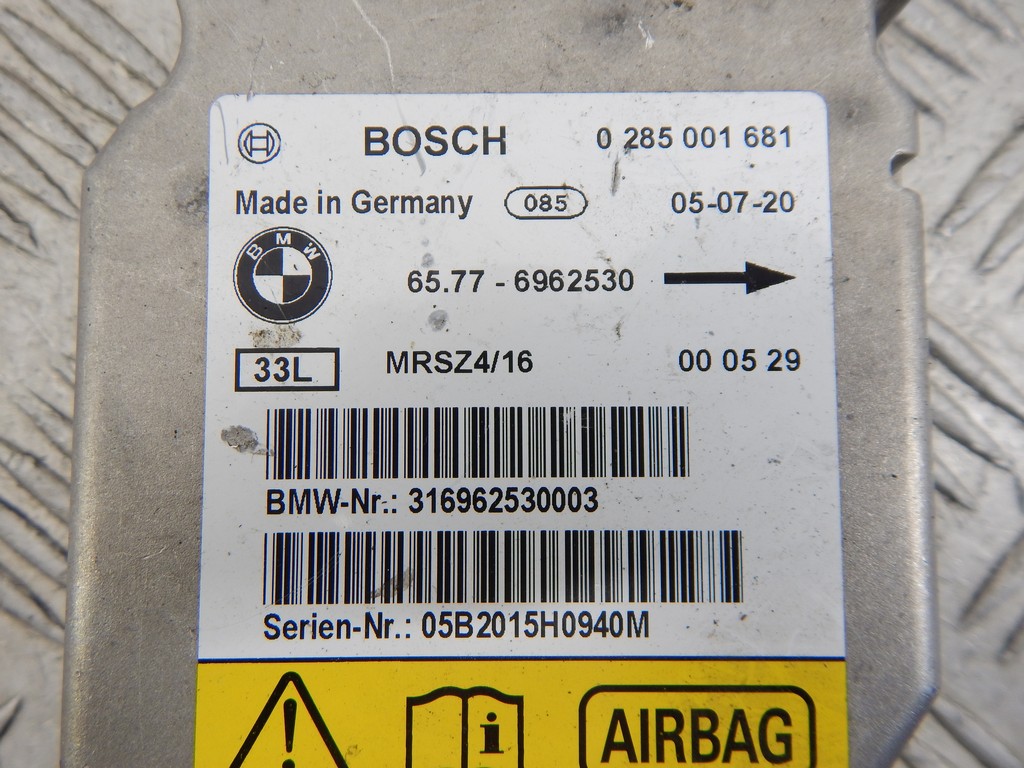 BOSCH 0 285 001 681
Made in Germany 085 05-07-20
BMW
65.77 - 6962530
33L MRSZ4/16 00 05 29
BMW-Nr.: 316962530003
Serien-Nr.: 05B2015H0940M
i
AIRBAG